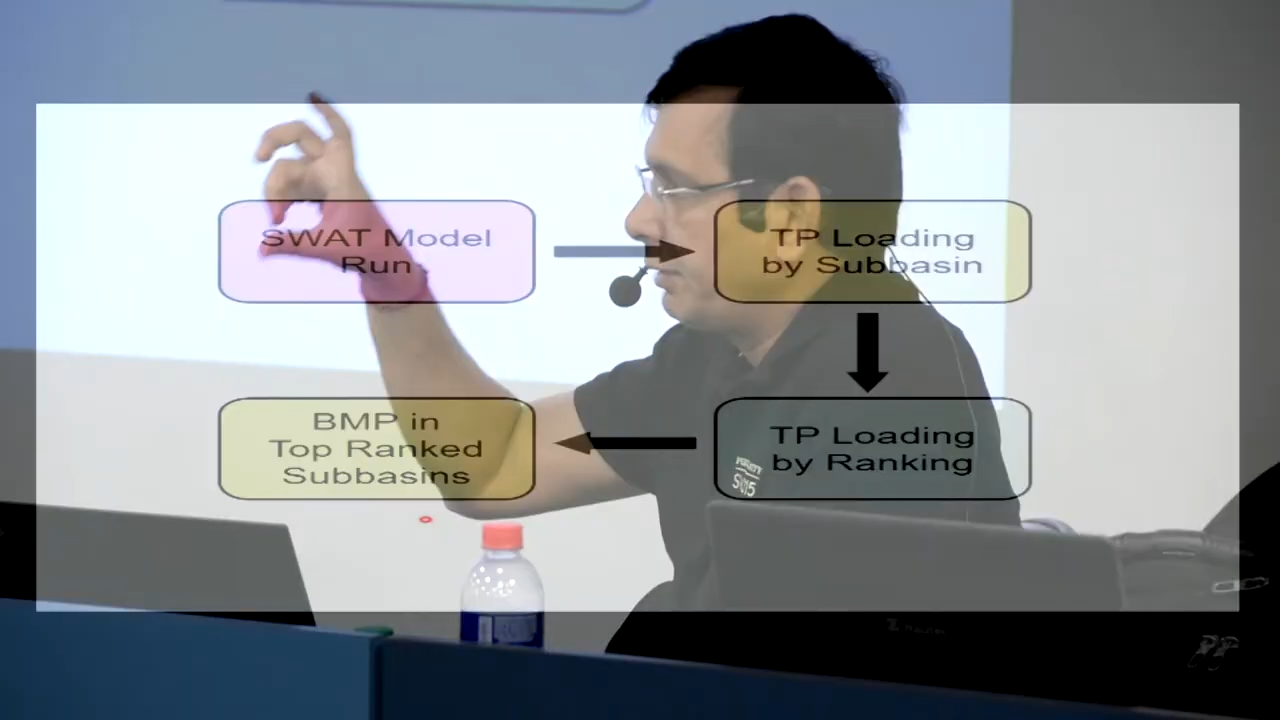 SWAT Model
Run
TP Loading
by Subbasin
BMP in
Top Ranked
Subbasins
TP Loading
by Ranking